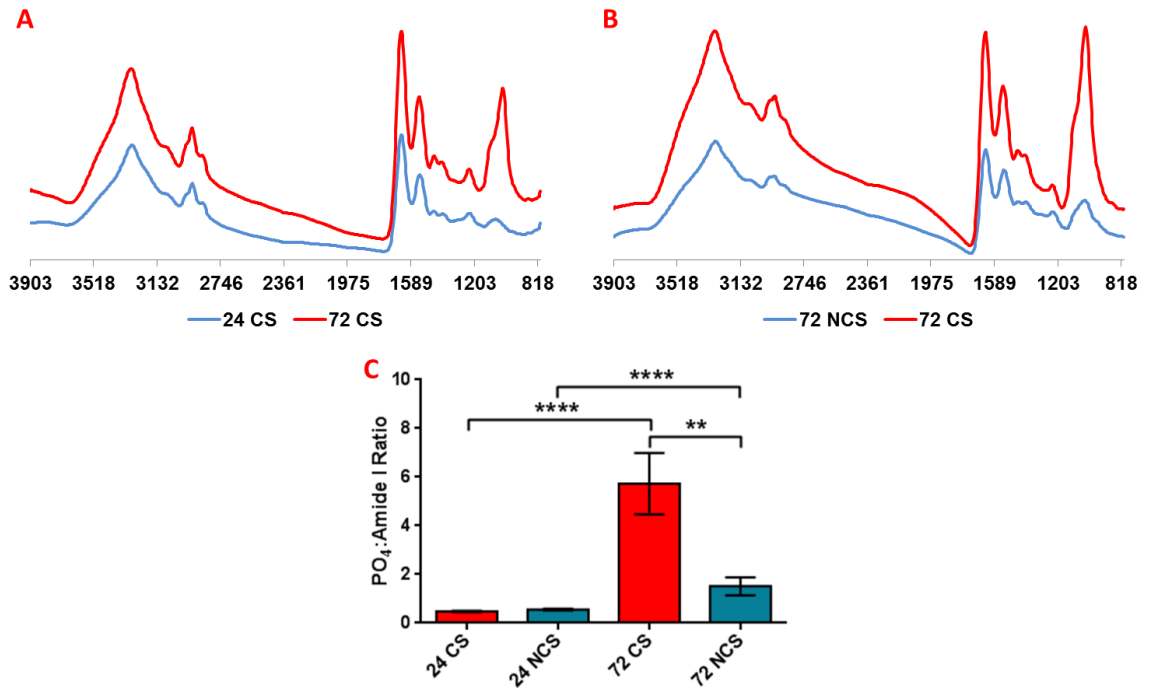 A
3903 3518 3132 2746 2361 1975 1589 1203 818
24 CS 72 CS
B
3903 3518 3132 2746 2361 1975 1589 1203 818
72 NCS 72 CS
C
PO4:Amide I Ratio
10
8
6
4
2
0
****
****
**
24 CS
24 NCS
72 CS
72 NCS